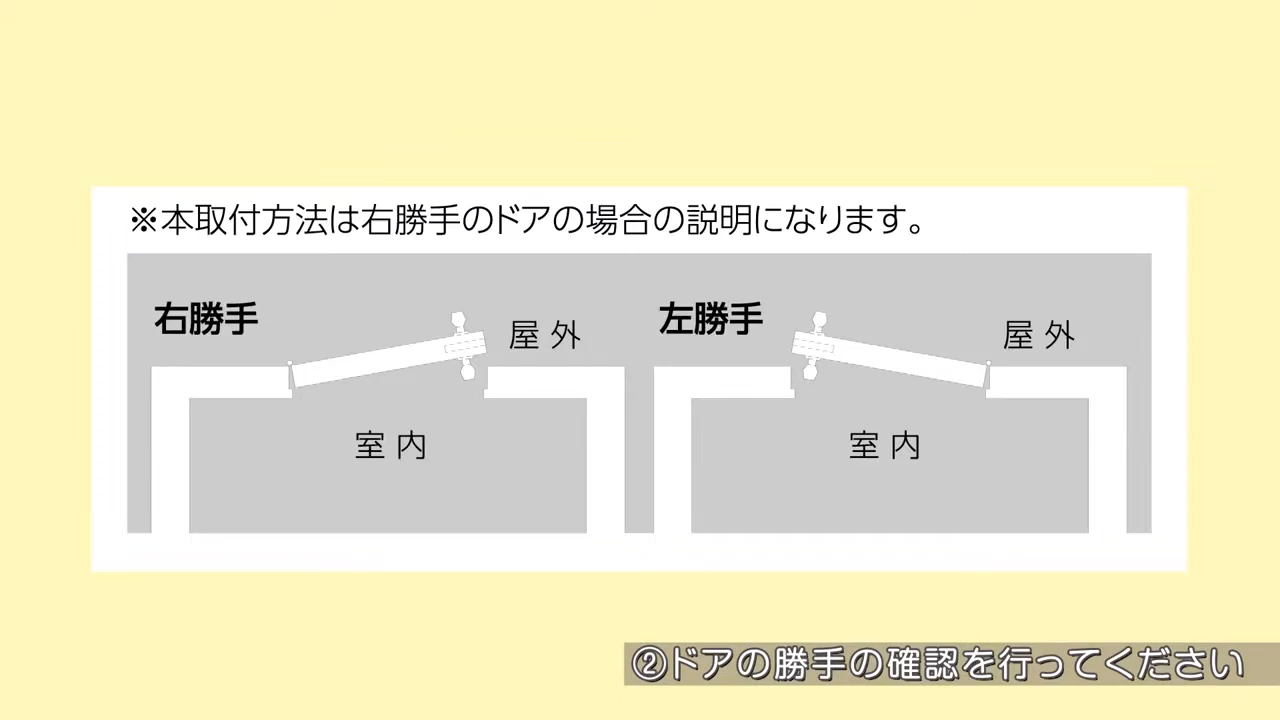 ※本取付方法は右勝手のドアの場合の説明になります。
右勝手
屋外
室内
左勝手
屋外
室内
②ドアの勝手の確認を行ってください